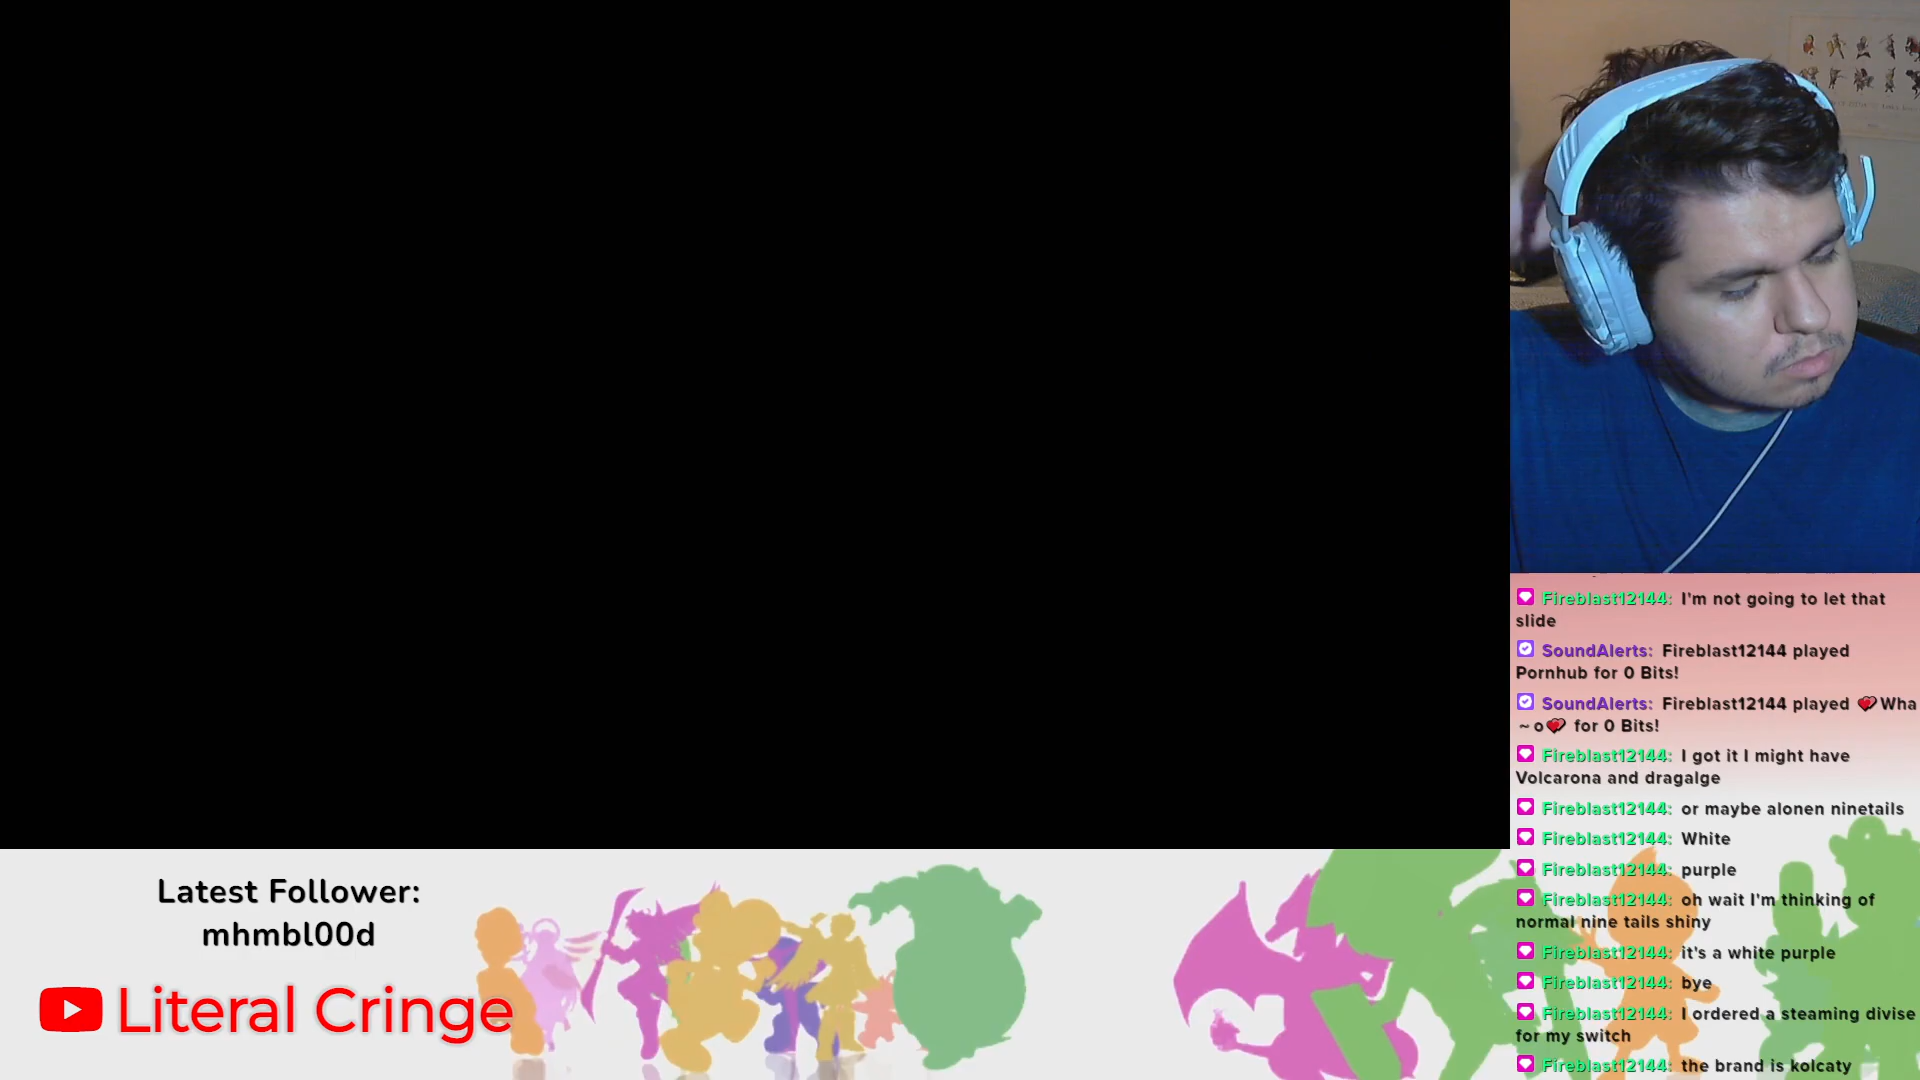 Fireblast12144: I'm not going to let that
slide
SoundAlerts: Fireblast12144 played
Pornhub for 0 Bits!
SoundAlerts: Fireblast12144 played 💕Wha
~o💕 for 0 Bits!
Fireblast12144: I got it I might have
Volcarona and dragalge
Fireblast12144: or maybe alonen ninetails
Fireblast12144: White
Fireblast12144: purple
Fireblast12144: oh wait I'm thinking of
normal nine tails shiny
Fireblast12144: it's a white purple
Fireblast12144: bye
Fireblast12144: I ordered a steaming divise
for my switch
Fireblast12144: the brand is kolcaty
Latest Follower:
mhmbl00d
Literal Cringe